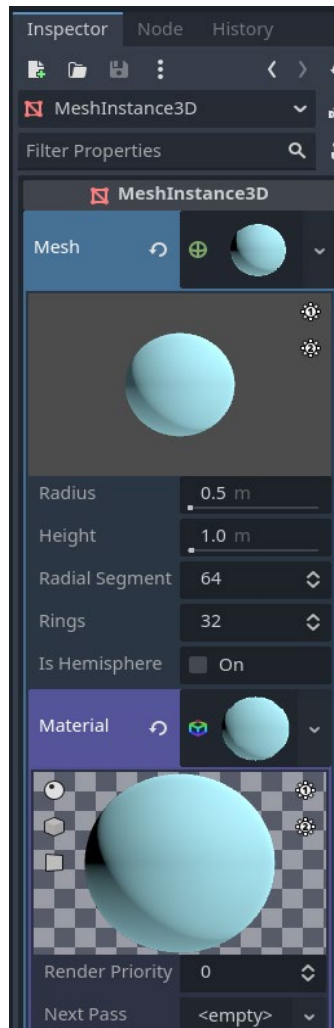 Inspector Node History
MeshInstance3D
Filter Properties
MeshInstance3D
Mesh
Radius 0.5 m
Height 1.0 m
Radial Segment 64
Rings 32
Is Hemisphere On
Material
Render Priority 0
Next Pass <empty>